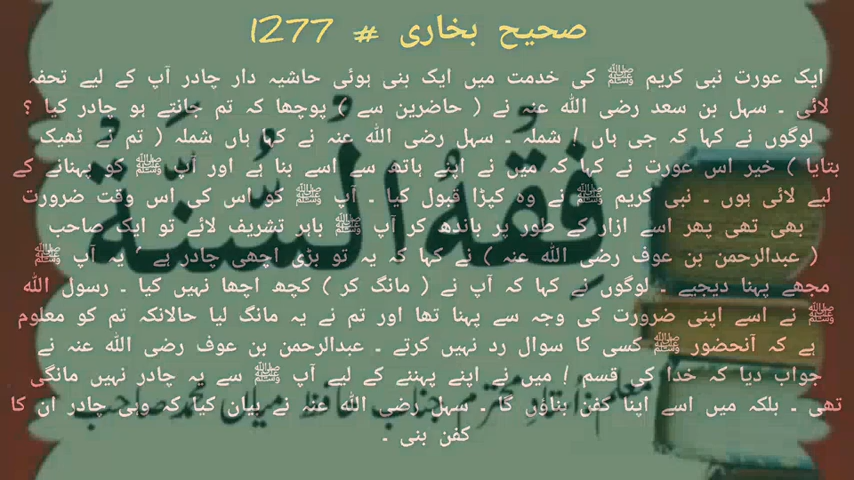 صحیح بخاری # 1277
ایک عورت نبی کریم ﷺ کی خدمت میں ایک بنی ہوئی حاشیہ دار چادر آپ کے لیے تحفہ
لائی ۔ سہل بن سعد رضی اللہ عنہ نے ( حاضرین سے ) پوچھا کہ تم جانتے ہو چادر کیا ؟
لوگوں نے کہا کہ جی ہاں ! شملہ ۔ سہل رضی اللہ عنہ نے کہا ہاں شملہ ( تم نے ٹھیک
بتایا ) خیر اس عورت نے کہا کہ میں نے اپنے ہاتھ سے اسے بنا ہے اور آپ ﷺ کو پہنانے کے
لیے لائی ہوں ۔ نبی کریم ﷺ نے وہ کپڑا قبول کیا ۔ آپ ﷺ کو اس کی اس وقت ضرورت
بھی تھی پھر اسے ازار کے طور پر باندھ کر آپ ﷺ باہر تشریف لائے تو ایک صاحب
( عبدالرحمن بن عوف رضی اللہ عنہ ) نے کہا کہ یہ تو بڑی اچھی چادر ہے ، یہ آپ ﷺ
مجھے پہنا دیجیے ۔ لوگوں نے کہا کہ آپ نے ( مانگ کر ) کچھ اچھا نہیں کیا ۔ رسول اللہ
ﷺ نے اسے اپنی ضرورت کی وجہ سے پہنا تھا اور تم نے یہ مانگ لیا حالانکہ تم کو معلوم
ہے کہ آنحضور ﷺ کسی کا سوال رد نہیں کرتے ۔ عبدالرحمن بن عوف رضی اللہ عنہ نے
جواب دیا کہ خدا کی قسم ! میں نے اپنے پہننے کے لیے آپ ﷺ سے یہ چادر نہیں مانگی
تھی ۔ بلکہ میں اسے اپنا کفن بناؤں گا ۔ سہل رضی اللہ عنہ نے بیان کیا کہ وہی چادر ان کا
کفن بنی ۔
فِقْهُ السُّنَّةُ
معلم: استادِ محترم جناب حافظ میلاں محمد صاحب